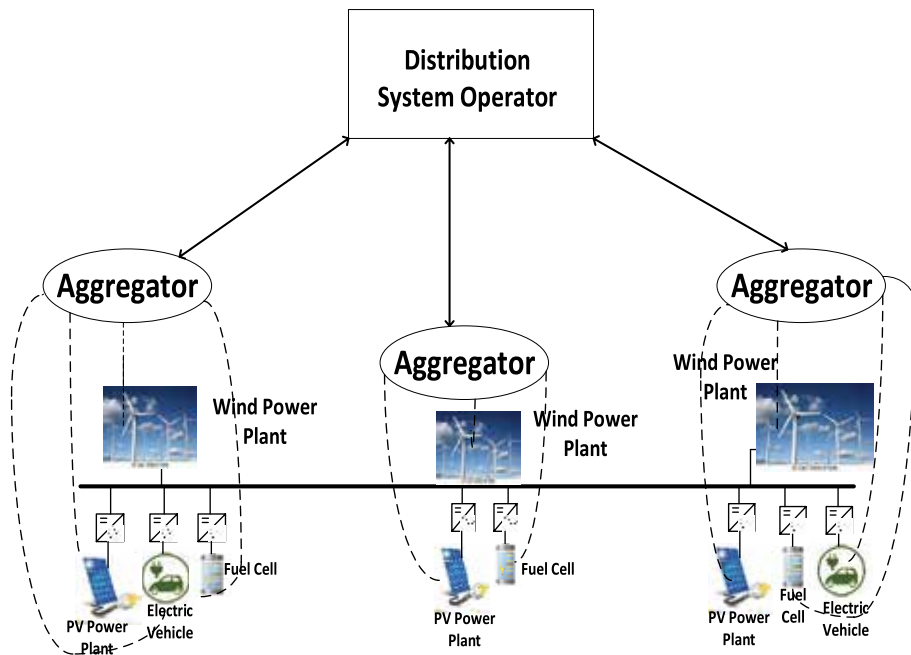 Distribution
System Operator
Aggregator
Aggregator
Aggregator
Wind Power
Plant
Wind Power
Plant
Wind Power
Plant
PV Power
Plant
Electric
Vehicle
Fuel Cell
PV Power
Plant
Fuel Cell
PV Power
Plant
Fuel
Cell
Electric
Vehicle